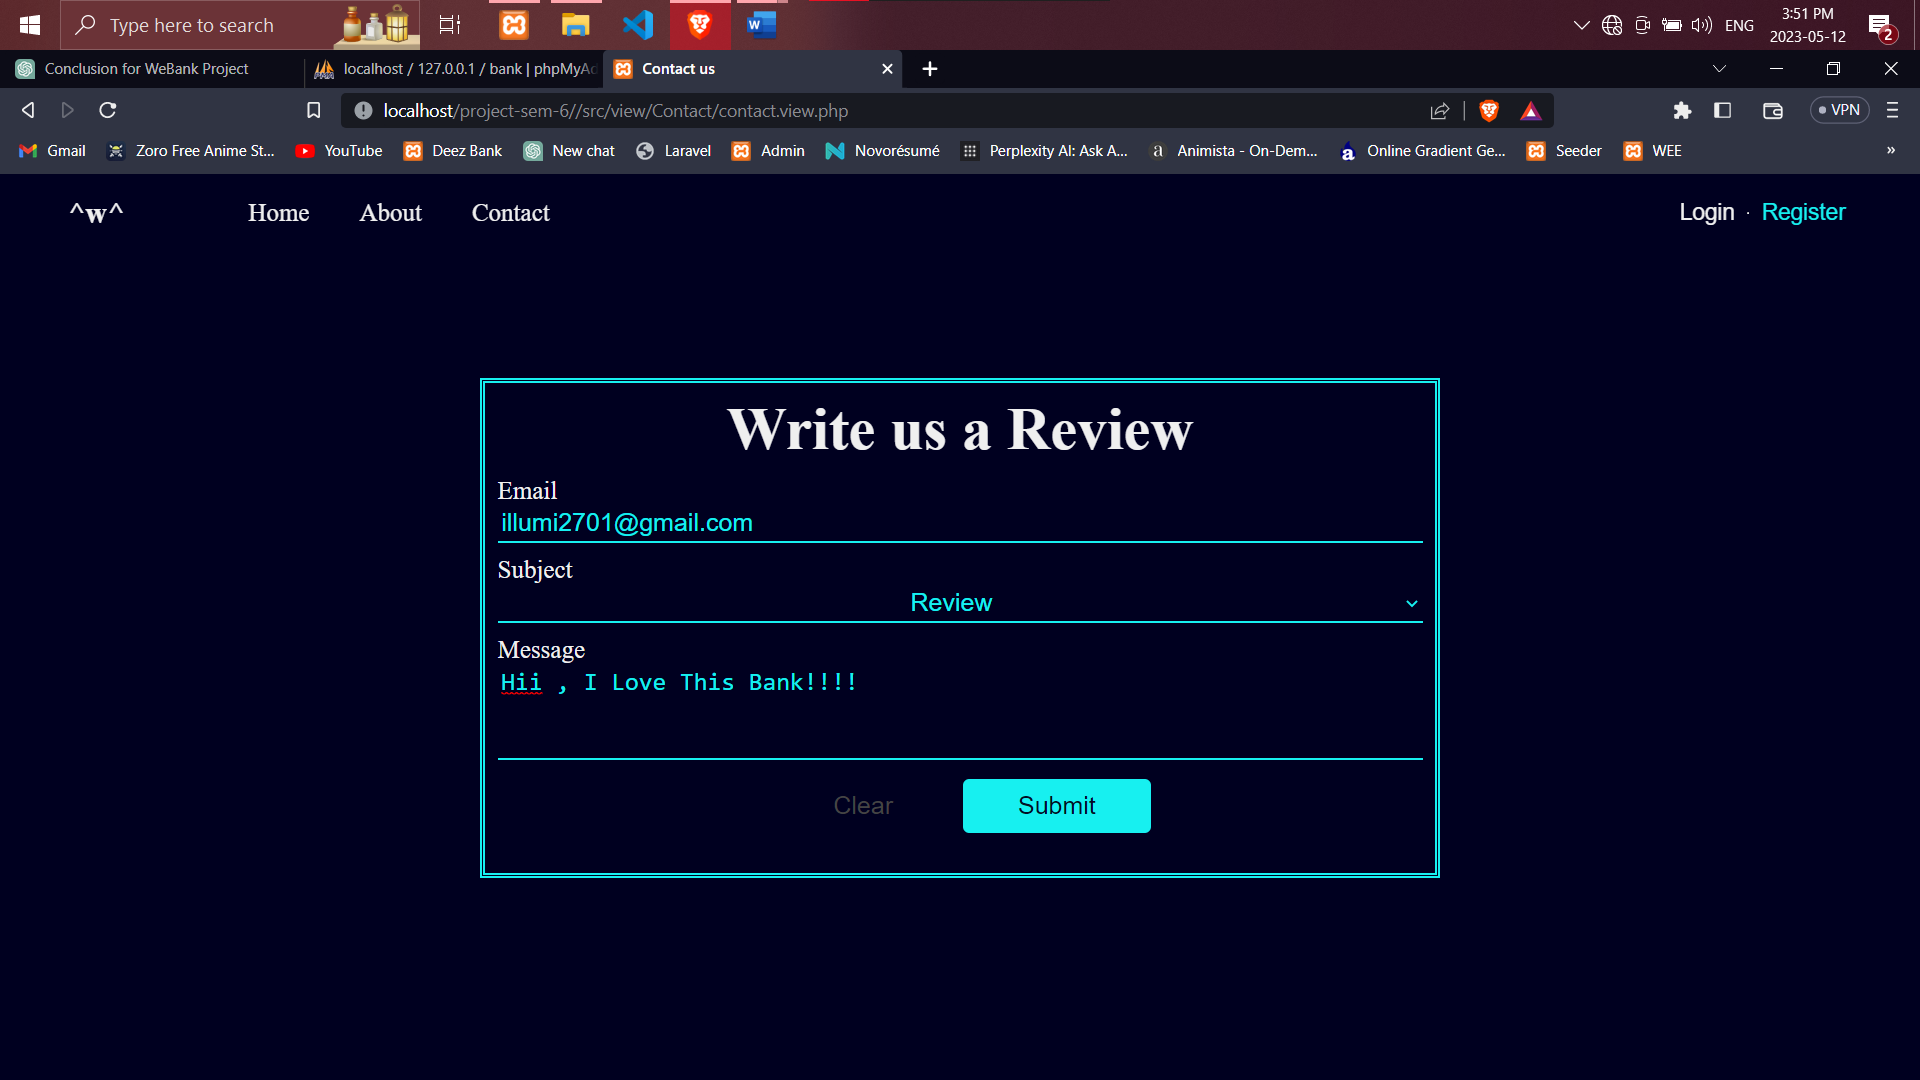 Type here to search
ENG
3:51 PM
2023-05-12
2
Conclusion for WeBank Project
localhost / 127.0.0.1 / bank | phpMyAd
Contact us
localhost/project-sem-6//src/view/Contact/contact.view.php
VPN
Gmail
Zoro Free Anime St...
YouTube
Deez Bank
New chat
Laravel
Admin
Novorésumé
Perplexity AI: Ask A...
Animista - On-Dem...
Online Gradient Ge...
Seeder
WEE
»
^w^
Home
About
Contact
Login · Register
Write us a Review
Email
illumi2701@gmail.com
Subject
Review
Message
Hii , I Love This Bank!!!!
Clear
Submit